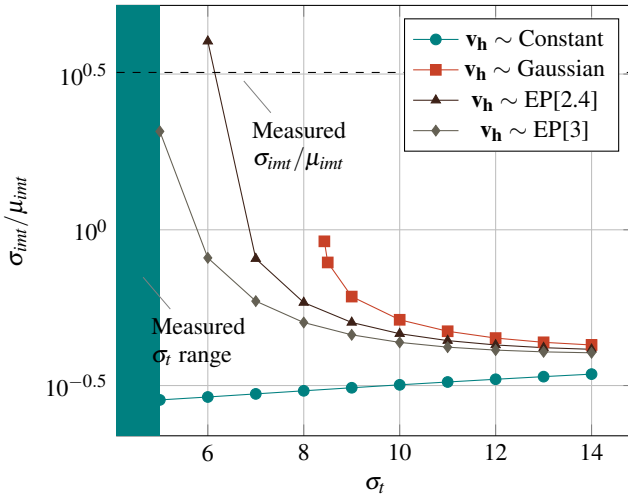 v_h ∼ Constant
v_h ∼ Gaussian
v_h ∼ EP[2.4]
v_h ∼ EP[3]
Measured
σ_imt/μ_imt
Measured
σ_t range
10^0.5
10^0
10^−0.5
σ_imt/μ_imt
6 8 10 12 14
σ_t